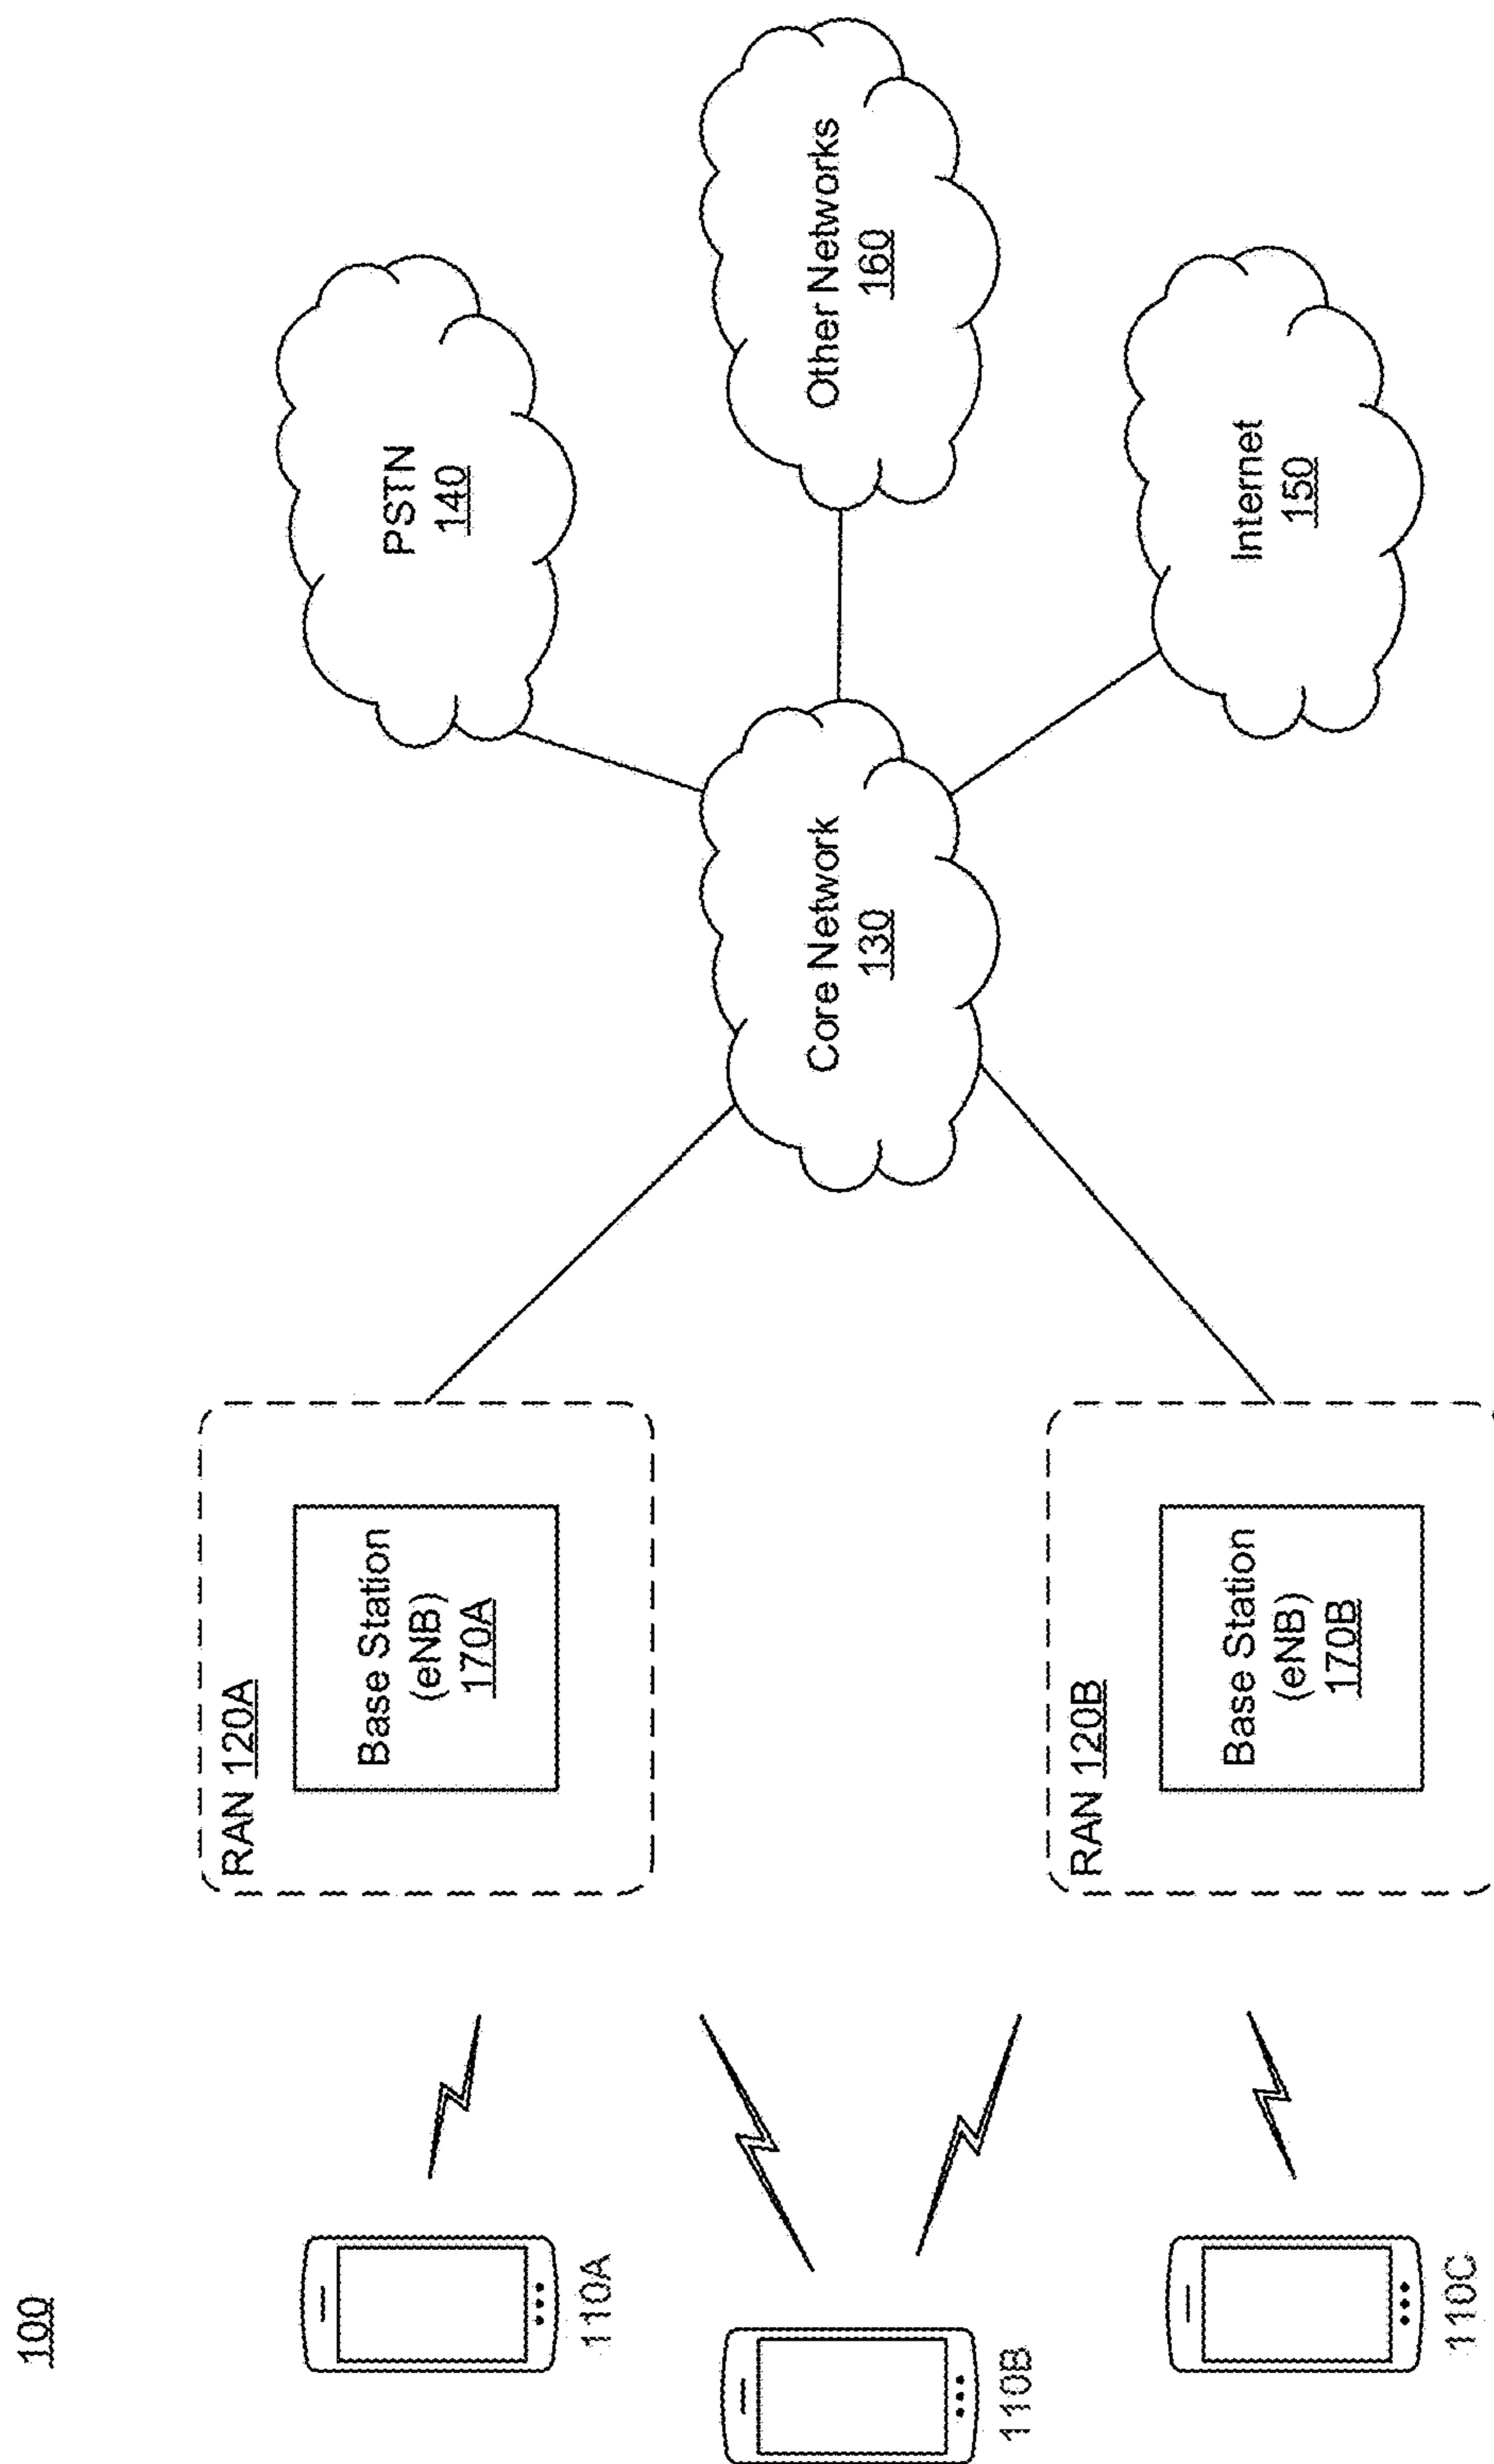 100
110A
110B
110C
RAN 120A
Base Station
(eNB)
170A
RAN 120B
Base Station
(eNB)
170B
Core Network
130
PSTN
140
Other Networks
160
Internet
150